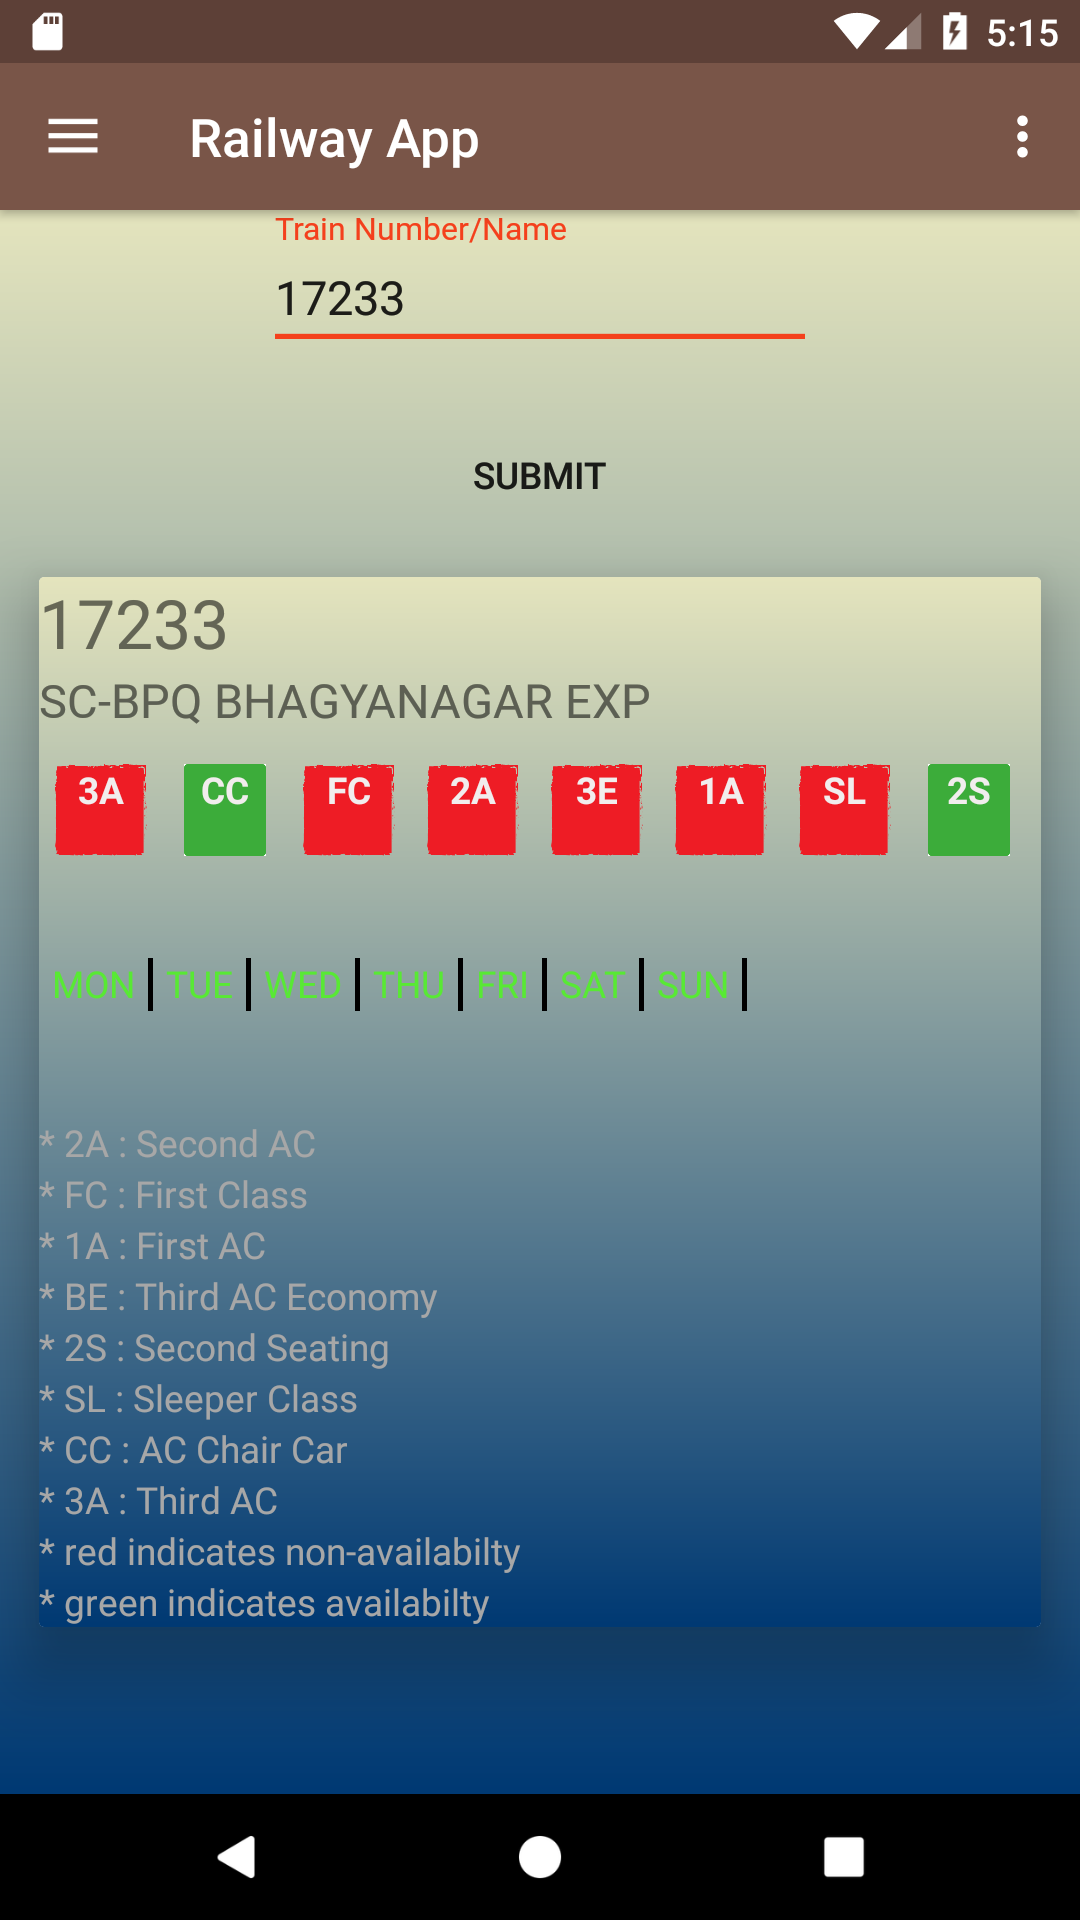 5:15
Railway App
Train Number/Name
17233
SUBMIT
17233
SC-BPQ BHAGYANAGAR EXP
3A CC FC 2A 3E 1A SL 2S
MON TUE WED THU FRI SAT SUN
* 2A : Second AC
* FC : First Class
* 1A : First AC
* BE : Third AC Economy
* 2S : Second Seating
* SL : Sleeper Class
* CC : AC Chair Car
* 3A : Third AC
* red indicates non-availabilty
* green indicates availabilty